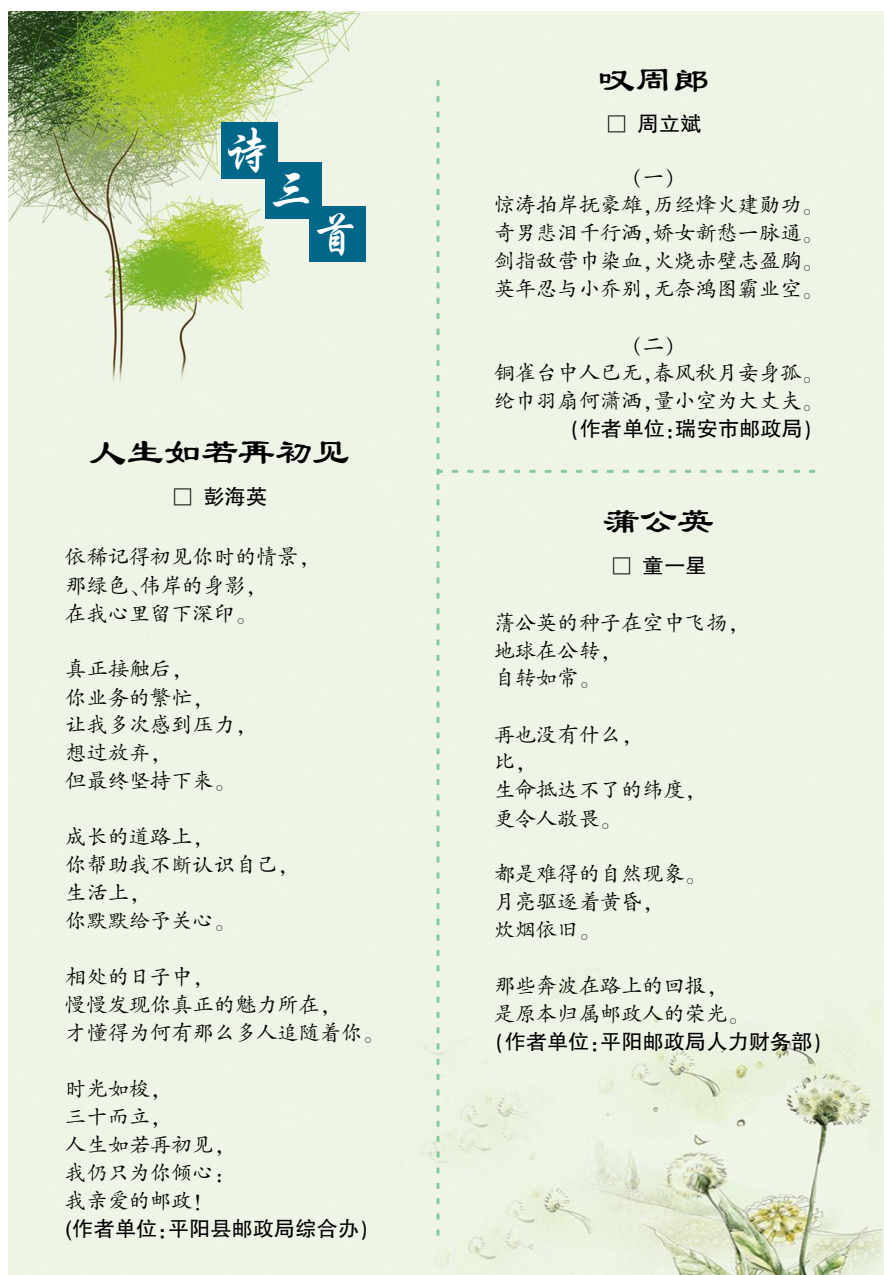 诗三首
人生如若再初见
□ 彭海英
依稀记得初见你时的情景，
那绿色、伟岸的身影，
在我心里留下深印。
真正接触后，
你业务的繁忙，
让我多次感到压力，
想过放弃，
但最终坚持下来。
成长的道路上，
你帮助我不断认识自己，
生活上，
你默默给予关心。
相处的日子中，
慢慢发现你真正的魅力所在，
才懂得为何有那么多人追随着你。
时光如梭，
三十而立，
人生如若再初见，
我仍只为你倾心：
我亲爱的邮政！
(作者单位：平阳县邮政局综合办)
叹周郎
□ 周立斌
（一）
惊涛拍岸抚豪雄，历经烽火建勋功。
奇男悲泪千行洒，娇女新愁一脉通。
剑指敌营巾染血，火烧赤壁志盈胸。
英年忍与小乔别，无奈鸿图霸业空。
（二）
铜雀台中人已无，春风秋月妾身孤。
纶巾羽扇何潇洒，量小空为大丈夫。
(作者单位：瑞安市邮政局)
蒲公英
□ 童一星
蒲公英的种子在空中飞扬，
地球在公转，
自转如常。
再也没有什么，
比，
生命抵达不了的纬度，
更令人敬畏。
都是难得的自然现象。
月亮驱逐着黄昏，
炊烟依旧。
那些奔波在路上的回报，
是原本归属邮政人的荣光。
(作者单位：平阳邮政局人力财务部)